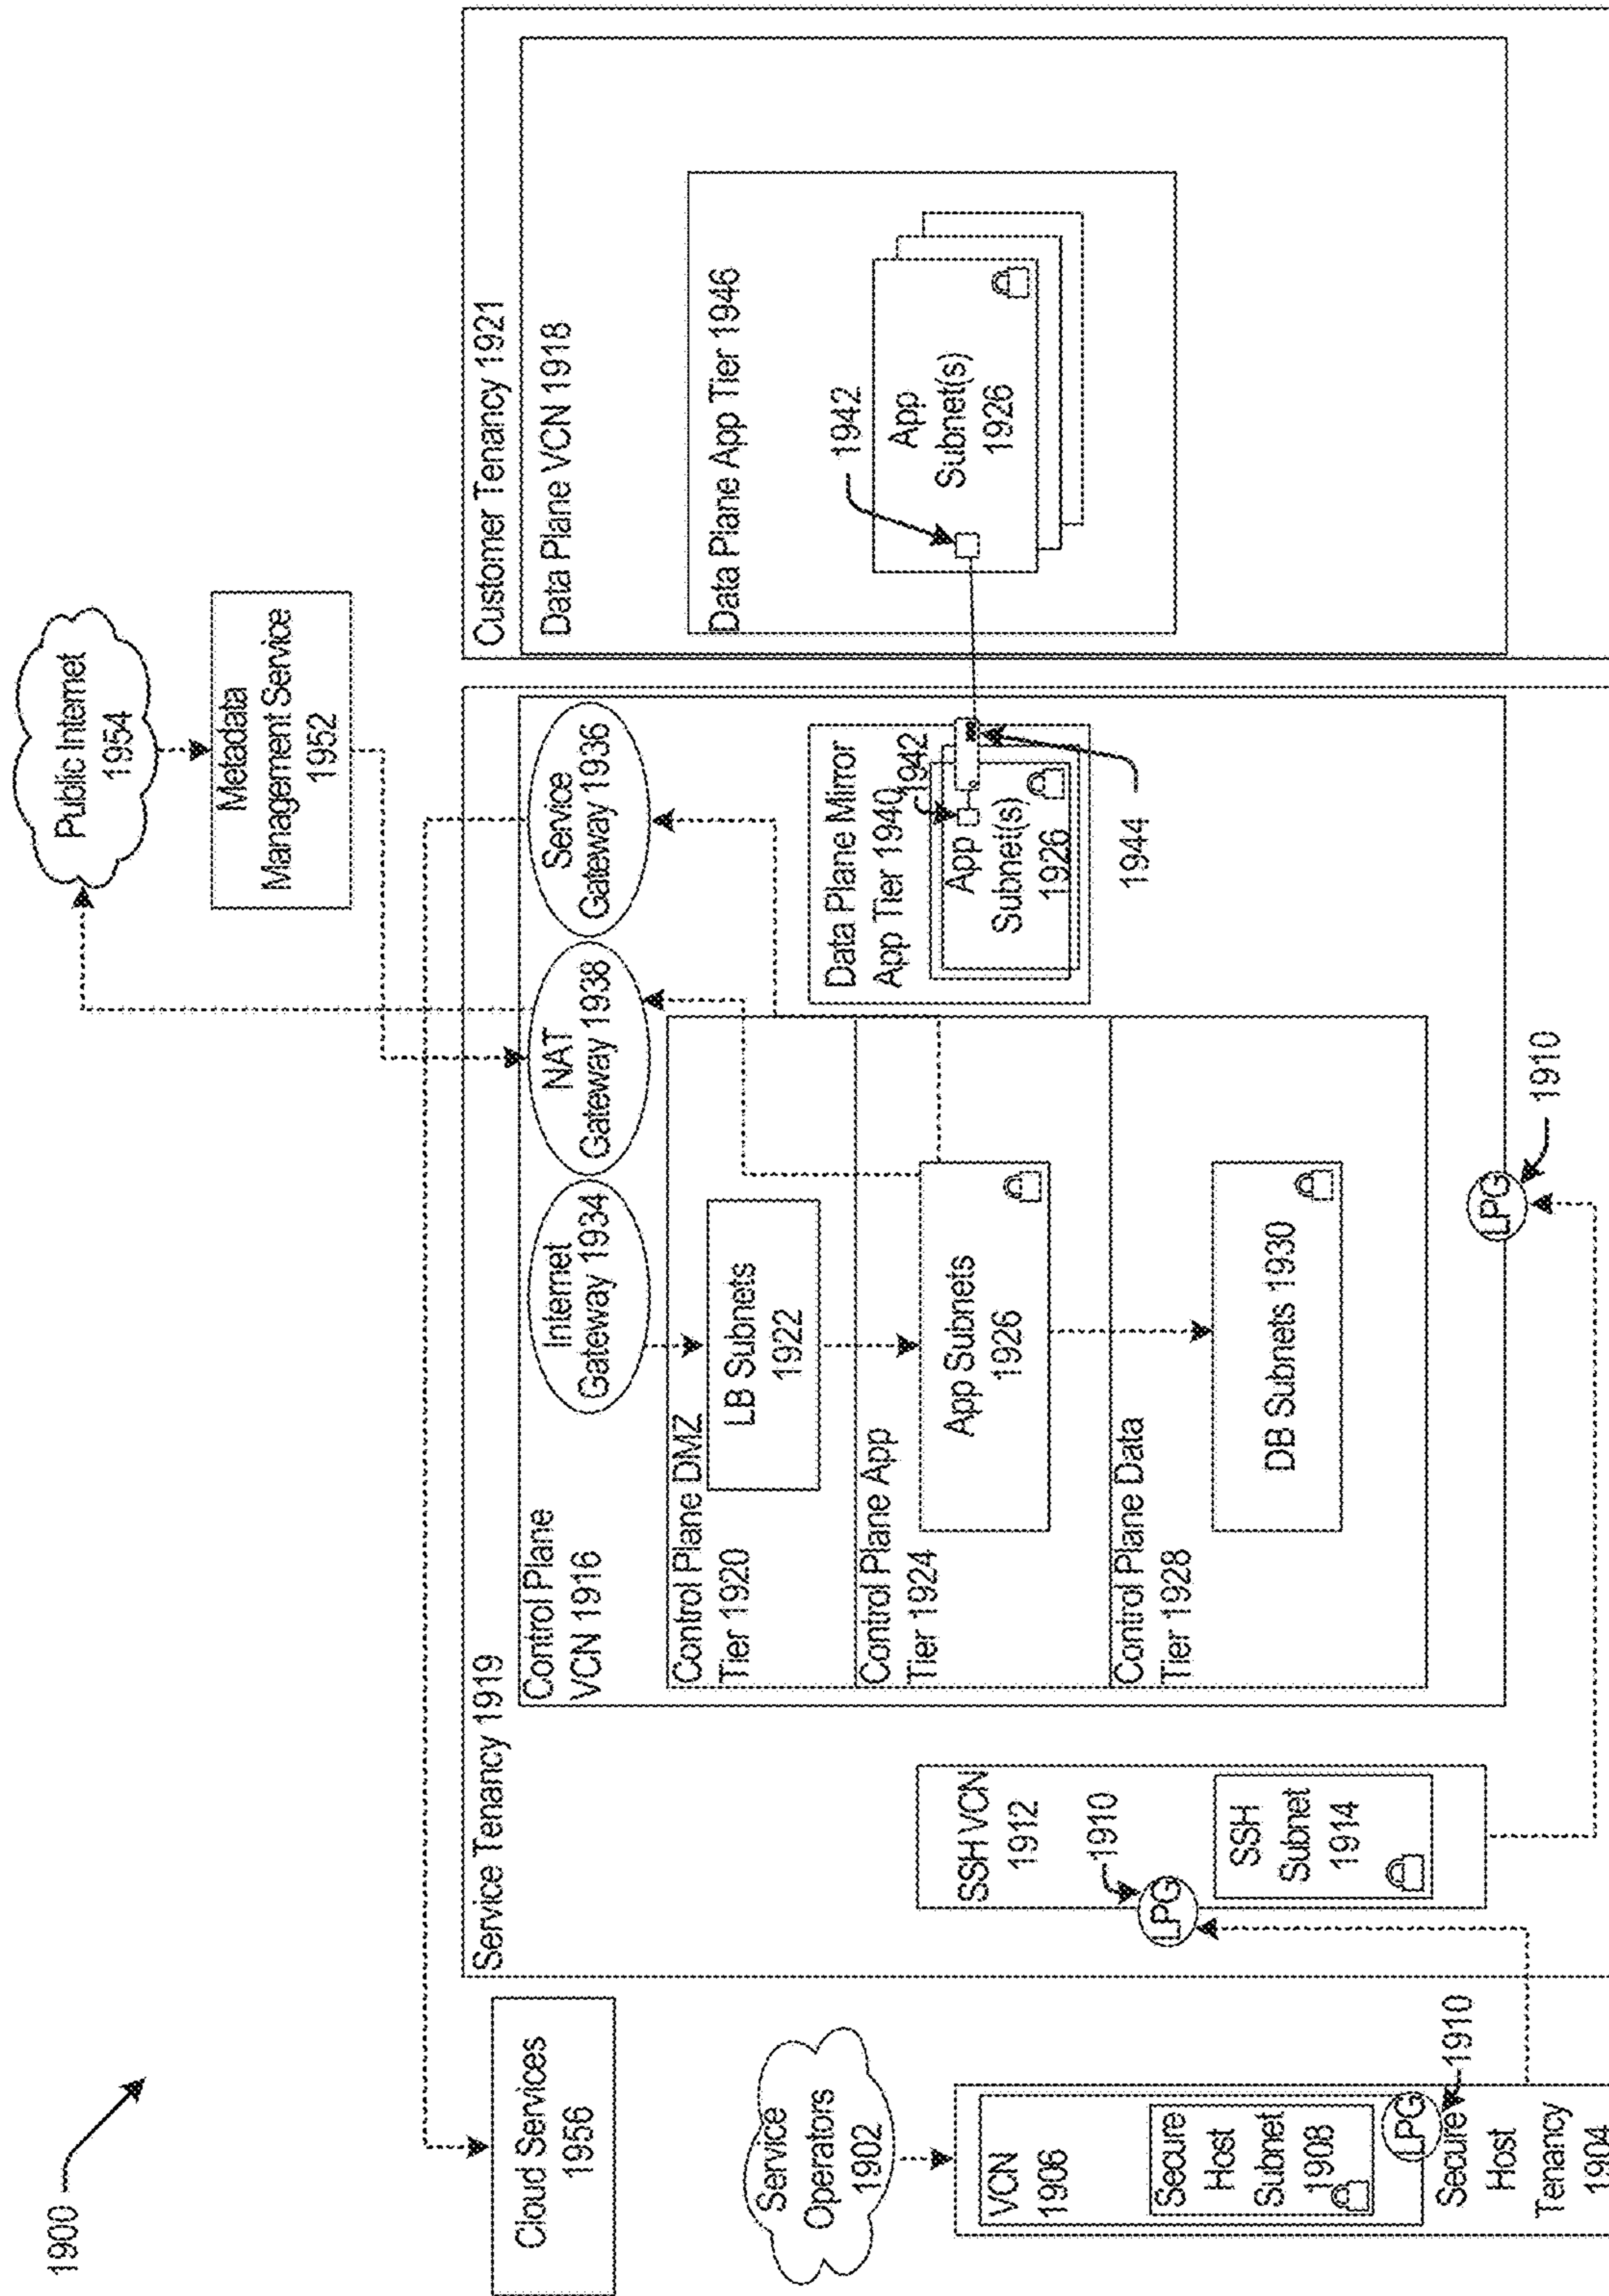 1900
Public Internet
1954
Metadata
Management Service
1952
Cloud Services
1956
Service
Operators
1902
VCN
1906
Secure
Host
Subnet
1908
LPG
1910
Secure
Host
Tenancy
1904
Service Tenancy 1919
SSH VCN
1912
1910
LPG
SSH
Subnet
1914
Control Plane
VCN 1916
Internet
Gateway 1934
NAT
Gateway 1938
Service
Gateway 1936
Control Plane DMZ
Tier 1920
LB Subnets
1922
Control Plane App
Tier 1924
App Subnets
1926
Control Plane Data
Tier 1928
DB Subnets 1930
Data Plane Mirror
App Tier 1940
1942
App
Subnet(s)
1926
1944
LPG
1910
Customer Tenancy 1921
Data Plane VCN 1918
Data Plane App Tier 1946
1942
App
Subnet(s)
1926